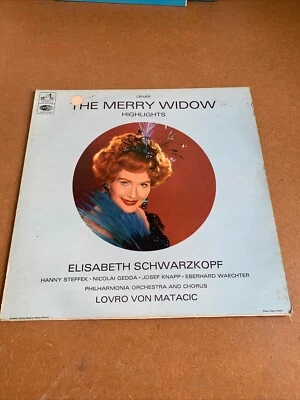 LEHÁR
THE MERRY WIDOW
HIGHLIGHTS
ELISABETH SCHWARZKOPF
HANNY STEFFEK · NICOLAI GEDDA · JOSEF KNAPP · EBERHARD WAECHTER
PHILHARMONIA ORCHESTRA AND CHORUS
LOVRO VON MATACIC